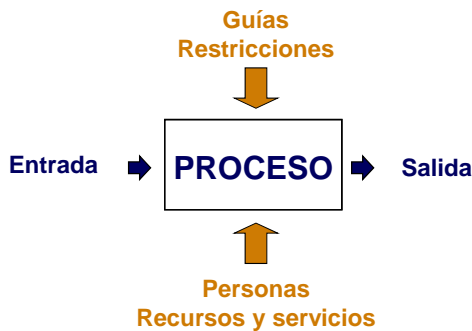 Guías
Restricciones
Entrada
PROCESO
Salida
Personas
Recursos y servicios